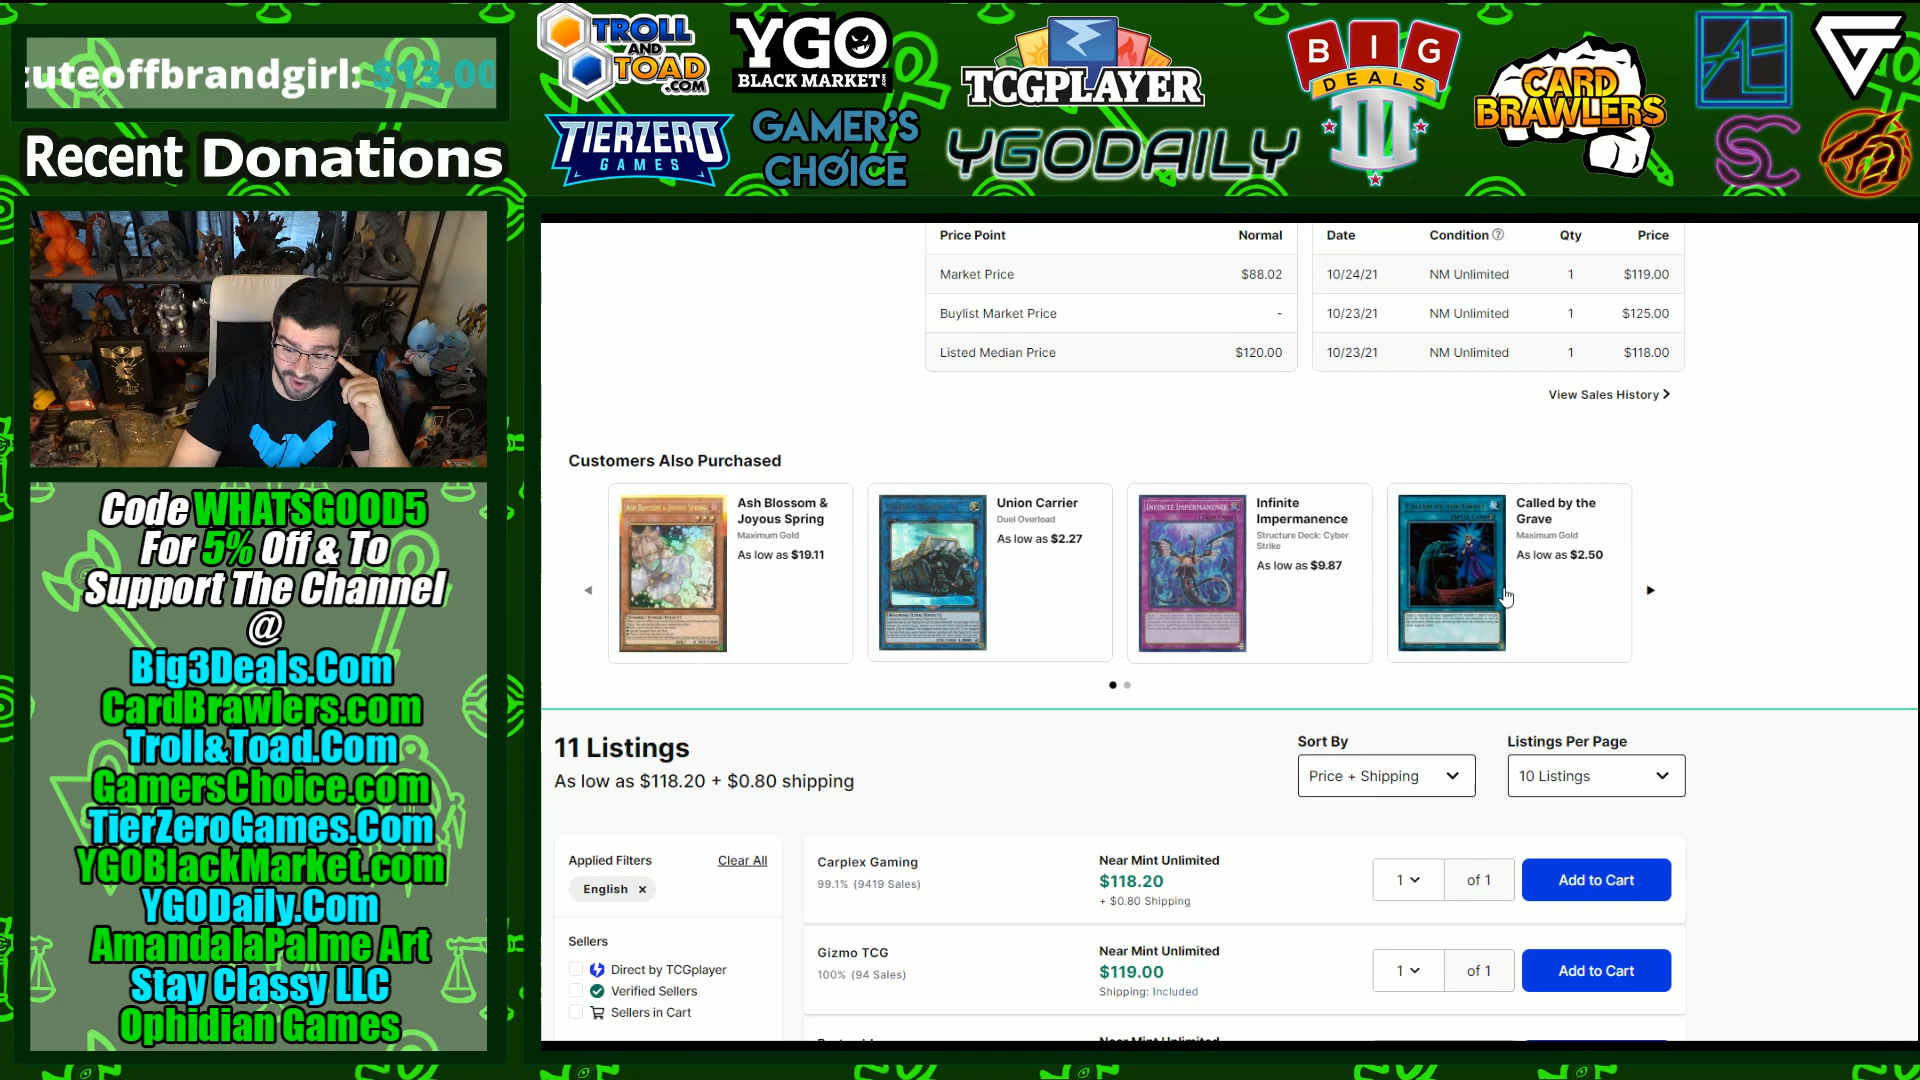 cuteoffbrandgirl: $13.00
Recent Donations
TROLL AND TOAD .COM
YGO BLACK MARKET.COM
TCGPLAYER
BIG DEALS III
CARD BRAWLERS
TIERZERO GAMES
GAMER'S CHOICE
YGODAILY
Code WHATSGOOD5
For 5% Off & To
Support The Channel
@
Big3Deals.Com
CardBrawlers.com
Troll&Toad.Com
GamersChoice.com
TierZeroGames.Com
YGOBlackMarket.com
YGODaily.Com
AmandalaPalme Art
Stay Classy LLC
Ophidian Games
Price Point Normal
Market Price $88.02
Buylist Market Price -
Listed Median Price $120.00
Date Condition Qty Price
10/24/21 NM Unlimited 1 $119.00
10/23/21 NM Unlimited 1 $125.00
10/23/21 NM Unlimited 1 $118.00
View Sales History
Customers Also Purchased
Ash Blossom &
Joyous Spring
Maximum Gold
As low as $19.11
Union Carrier
Duel Overload
As low as $2.27
Infinite
Impermanence
Structure Deck: Cyber
Strike
As low as $9.87
Called by the
Grave
Maximum Gold
As low as $2.50
11 Listings
As low as $118.20 + $0.80 shipping
Sort By
Price + Shipping
Listings Per Page
10 Listings
Applied Filters Clear All
English ×
Sellers
Direct by TCGplayer
Verified Sellers
Sellers in Cart
Carplex Gaming
99.1% (9419 Sales)
Near Mint Unlimited
$118.20
+ $0.80 Shipping
1 of 1 Add to Cart
Gizmo TCG
100% (94 Sales)
Near Mint Unlimited
$119.00
Shipping: Included
1 of 1 Add to Cart
Near Mint Unlimited